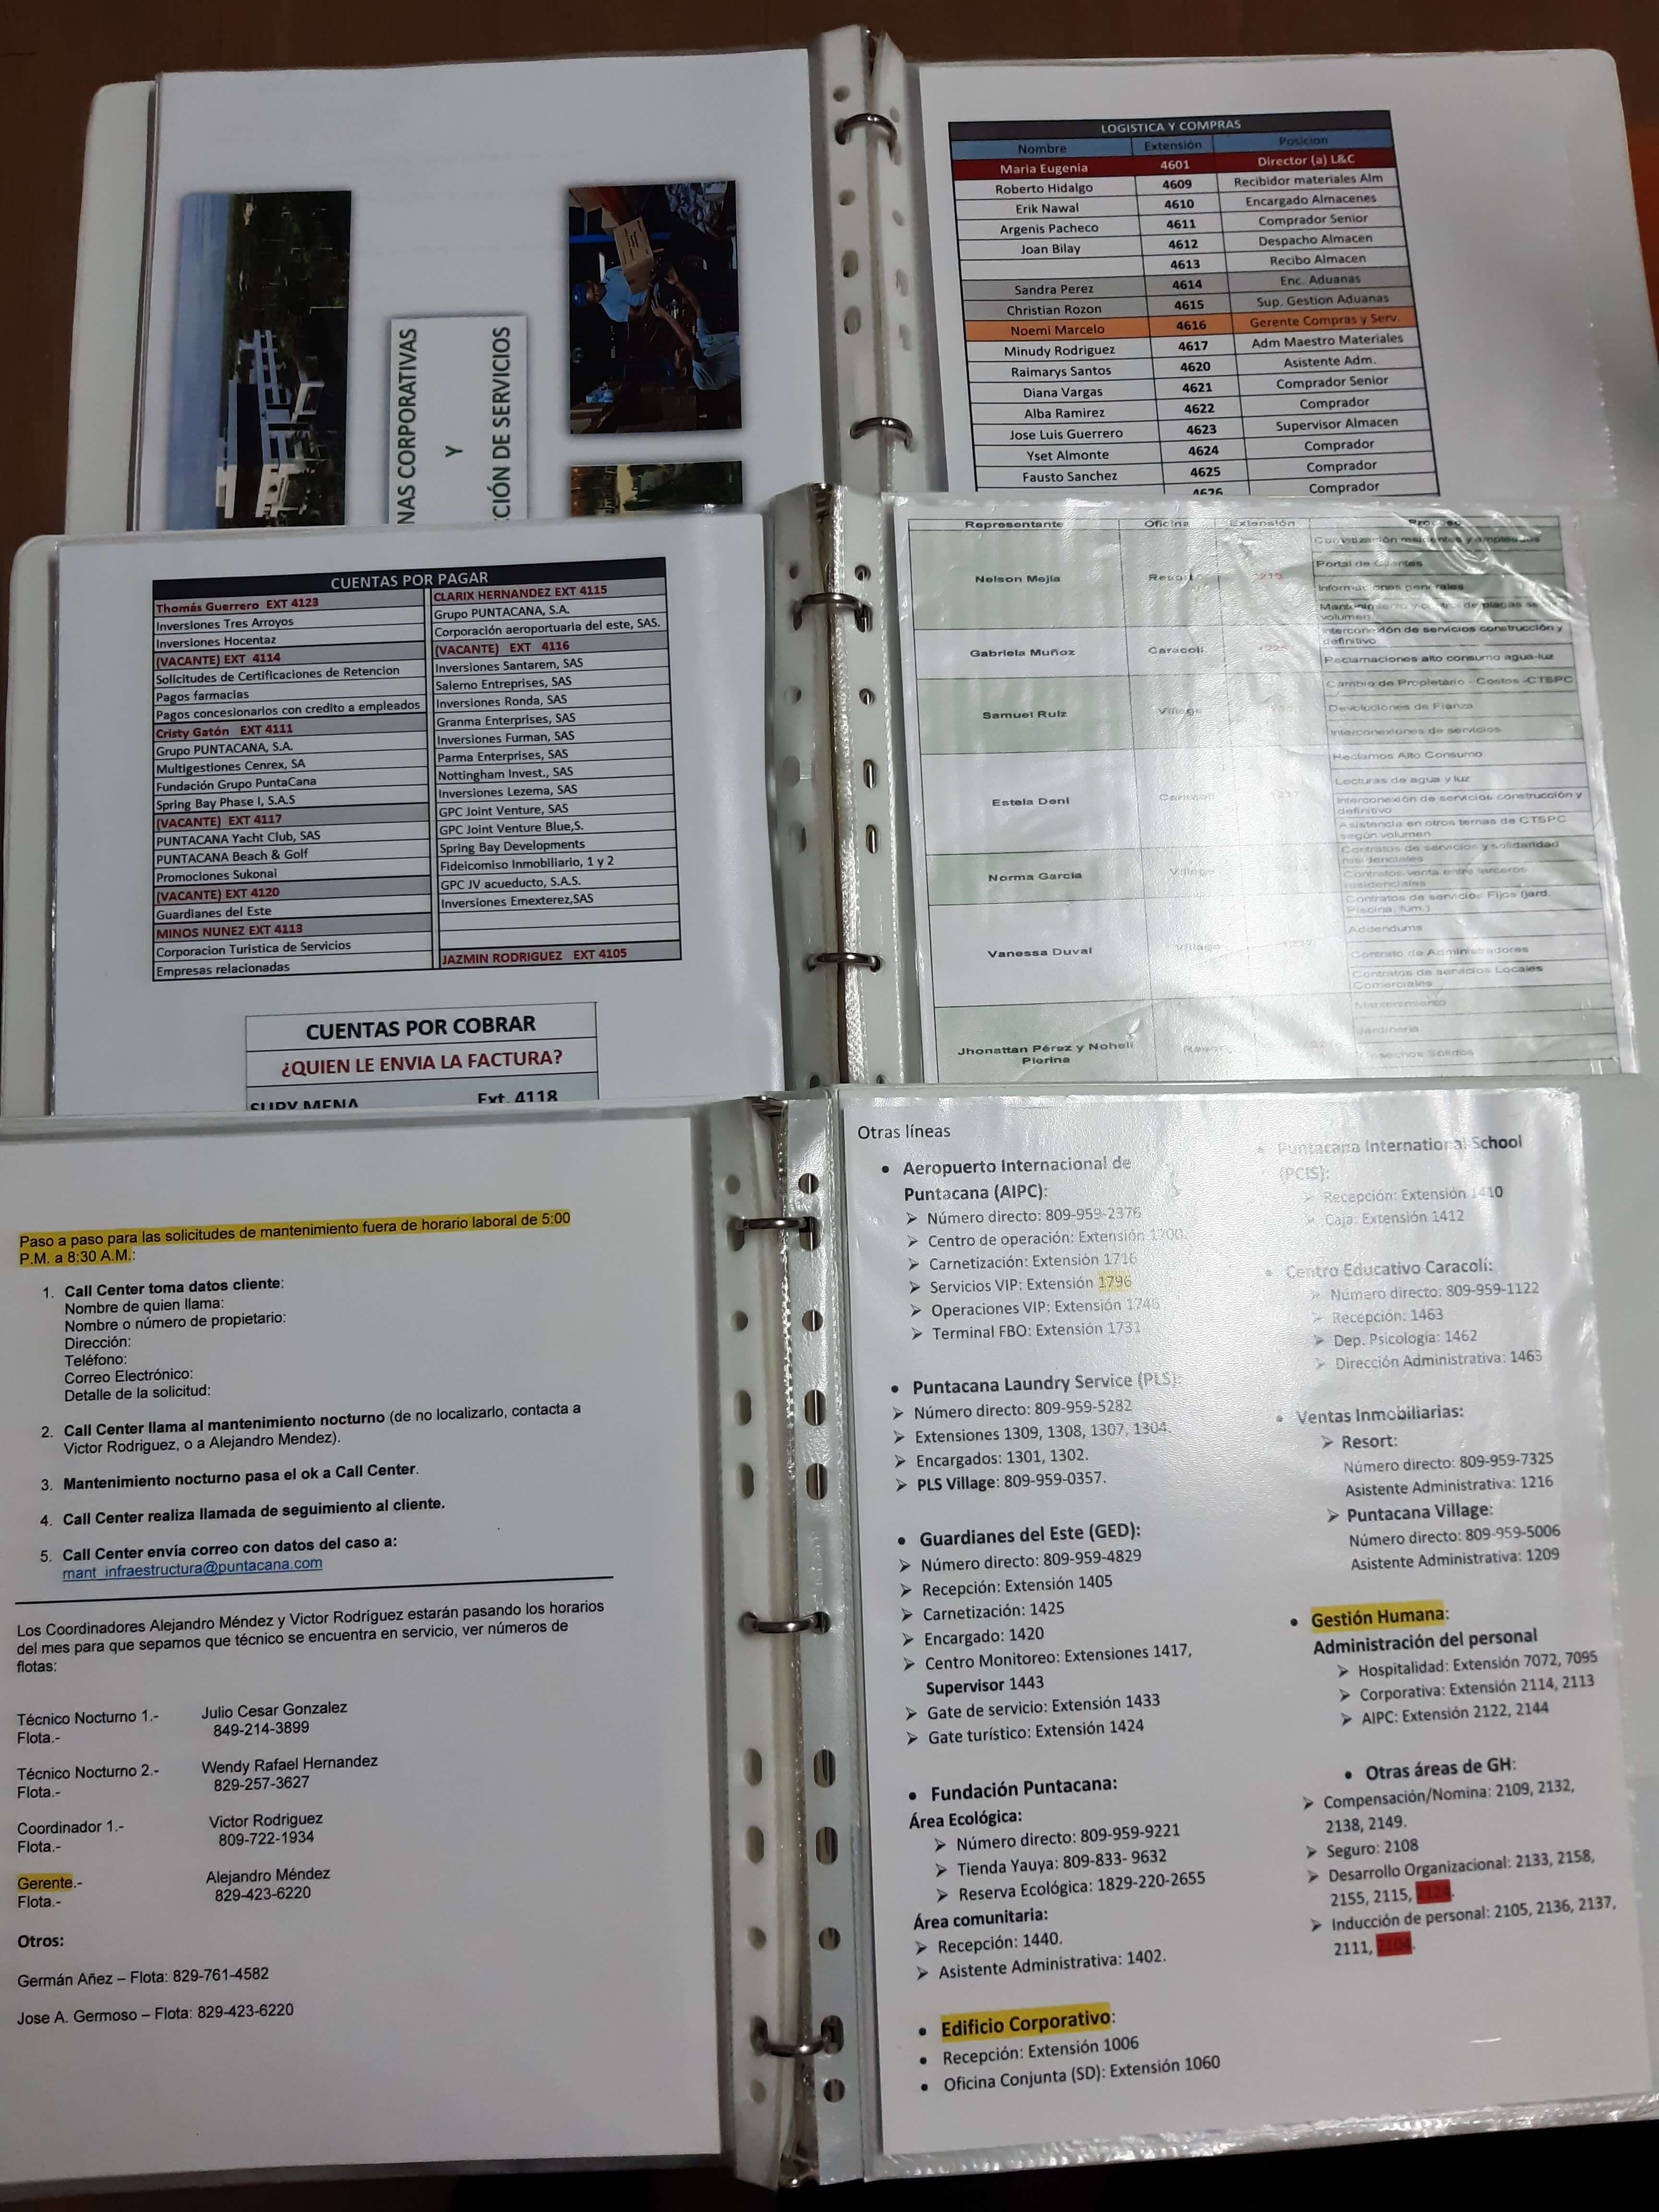 NAS CORPORATIVAS
Y
CIÓN DE SERVICIOS
LOGISTICA Y COMPRAS
Nombre Extensión Posicion
Maria Eugenia 4601 Director (a) L&C
Roberto Hidalgo 4609 Recibidor materiales Alm
Erik Nawal 4610 Encargado Almacenes
Argenis Pacheco 4611 Comprador Senior
Joan Bilay 4612 Despacho Almacen
4613 Recibo Almacen
Sandra Perez 4614 Enc. Aduanas
Christian Rozon 4615 Sup. Gestion Aduanas
Noemi Marcelo 4616 Gerente Compras y Serv.
Minudy Rodriguez 4617 Adm Maestro Materiales
Raimarys Santos 4620 Asistente Adm.
Diana Vargas 4621 Comprador Senior
Alba Ramirez 4622 Comprador
Jose Luis Guerrero 4623 Supervisor Almacen
Yset Almonte 4624 Comprador
Fausto Sanchez 4625 Comprador
4626 Comprador
CUENTAS POR PAGAR
Thomás Guerrero EXT 4123
Inversiones Tres Arroyos
Inversiones Hocentaz
(VACANTE) EXT 4114
Solicitudes de Certificaciones de Retencion
Pagos farmacias
Pagos concesionarios con credito a empleados
Cristy Gatón EXT 4111
Grupo PUNTACANA, S.A.
Multigestiones Cenrex, SA
Fundación Grupo PuntaCana
Spring Bay Phase I, S.A.S
(VACANTE) EXT 4117
PUNTACANA Yacht Club, SAS
PUNTACANA Beach & Golf
Promociones Sukonai
(VACANTE) EXT 4120
Guardianes del Este
MINOS NUNEZ EXT 4113
Corporacion Turistica de Servicios
Empresas relacionadas
CLARIX HERNANDEZ EXT 4115
Grupo PUNTACANA, S.A.
Corporación aeroportuaria del este, SAS.
(VACANTE) EXT 4116
Inversiones Santarem, SAS
Salerno Entreprises, SAS
Inversiones Ronda, SAS
Granma Enterprises, SAS
Inversiones Furman, SAS
Parma Enterprises, SAS
Nottingham Invest., SAS
Inversiones Lezema, SAS
GPC Joint Venture, SAS
GPC Joint Venture Blue,S.
Spring Bay Developments
Fideicomiso Inmobiliario, 1 y 2
GPC JV acueducto, S.A.S.
Inversiones Emexterez,SAS
JAZMIN RODRIGUEZ EXT 4105
CUENTAS POR COBRAR
¿QUIEN LE ENVIA LA FACTURA?
SURY MENA Ext. 4118
Representante Oficina Extensión Proceso
Carnetización residentes y empleados
Portal de Clientes
Nelson Mejía Resort
Informaciones generales
Mantenimiento y control de plagas
volumen
Interconexión de servicios construcción y
definitivo
Gabriela Muñoz Caracolí
Reclamaciones alto consumo agua-luz
Cambio de Propietario - Costos -CTSPC
Samuel Ruiz Village
Devoluciones de Fianza
Interconexiones de servicios
Reclamos Alto Consumo
Lecturas de agua y luz
Estela Deni Caracolí
Interconexión de servicios construcción y
definitivo
Asistencia en otros temas de CTSPC
según volumen
Contratos de servicios y solidaridad
residenciales
Norma García Village
Contratos venta entre terceros
residenciales
Contratos de servicios Fijos (jard.
Piscina, fum.)
Addendums
Vanessa Duval Village 1227
Contrato de Administradores
Contratos de servicios Locales
Comerciales
Mantenimiento
Jardinería
Jhonattan Pérez y Noheli
Pierina
Resort
Desechos Sólidos
Paso a paso para las solicitudes de mantenimiento fuera de horario laboral de 5:00
P.M. a 8:30 A.M.:
1. Call Center toma datos cliente:
Nombre de quien llama:
Nombre o número de propietario:
Dirección:
Teléfono:
Correo Electrónico:
Detalle de la solicitud:
2. Call Center llama al mantenimiento nocturno (de no localizarlo, contacta a
Victor Rodriguez, o a Alejandro Mendez).
3. Mantenimiento nocturno pasa el ok a Call Center.
4. Call Center realiza llamada de seguimiento al cliente.
5. Call Center envía correo con datos del caso a:
mant_infraestructura@puntacana.com
Los Coordinadores Alejandro Méndez y Victor Rodríguez estarán pasando los horarios
del mes para que sepamos que técnico se encuentra en servicio, ver números de
flotas:
Técnico Nocturno 1.- Julio Cesar Gonzalez
Flota.- 849-214-3899
Técnico Nocturno 2.- Wendy Rafael Hernandez
Flota.- 829-257-3627
Coordinador 1.- Victor Rodriguez
Flota.- 809-722-1934
Gerente.- Alejandro Méndez
Flota.- 829-423-6220
Otros:
Germán Añez – Flota: 829-761-4582
Jose A. Germoso – Flota: 829-423-6220
Otras líneas
• Aeropuerto Internacional de
Puntacana (AIPC):
➢ Número directo: 809-959-2376
➢ Centro de operación: Extensión 1700.
➢ Carnetización: Extensión 1716
➢ Servicios VIP: Extensión 1796
➢ Operaciones VIP: Extensión 1746
➢ Terminal FBO: Extensión 1731
• Puntacana Laundry Service (PLS):
➢ Número directo: 809-959-5282
➢ Extensiones 1309, 1308, 1307, 1304.
➢ Encargados: 1301, 1302.
➢ PLS Village: 809-959-0357.
• Guardianes del Este (GED):
➢ Número directo: 809-959-4829
➢ Recepción: Extensión 1405
➢ Carnetización: 1425
➢ Encargado: 1420
➢ Centro Monitoreo: Extensiones 1417,
Supervisor 1443
➢ Gate de servicio: Extensión 1433
➢ Gate turístico: Extensión 1424
• Fundación Puntacana:
Área Ecológica:
➢ Número directo: 809-959-9221
➢ Tienda Yauya: 809-833- 9632
➢ Reserva Ecológica: 1829-220-2655
Área comunitaria:
➢ Recepción: 1440.
➢ Asistente Administrativa: 1402.
• Edificio Corporativo:
• Recepción: Extensión 1006
• Oficina Conjunta (SD): Extensión 1060
• Puntacana International School
(PCIS):
➢ Recepción: Extensión 1410
➢ Caja: Extensión 1412
• Centro Educativo Caracolí:
➢ Número directo: 809-959-1122
➢ Recepción: 1463
➢ Dep. Psicología: 1462
➢ Dirección Administrativa: 1463
• Ventas Inmobiliarias:
➢ Resort:
Número directo: 809-959-7325
Asistente Administrativa: 1216
➢ Puntacana Village:
Número directo: 809-959-5006
Asistente Administrativa: 1209
• Gestión Humana:
Administración del personal
➢ Hospitalidad: Extensión 7072, 7095
➢ Corporativa: Extensión 2114, 2113
➢ AIPC: Extensión 2122, 2144
• Otras áreas de GH:
➢ Compensación/Nomina: 2109, 2132,
2138, 2149.
➢ Seguro: 2108
➢ Desarrollo Organizacional: 2133, 2158,
2155, 2115, 2124.
➢ Inducción de personal: 2105, 2136, 2137,
2111, 2104.